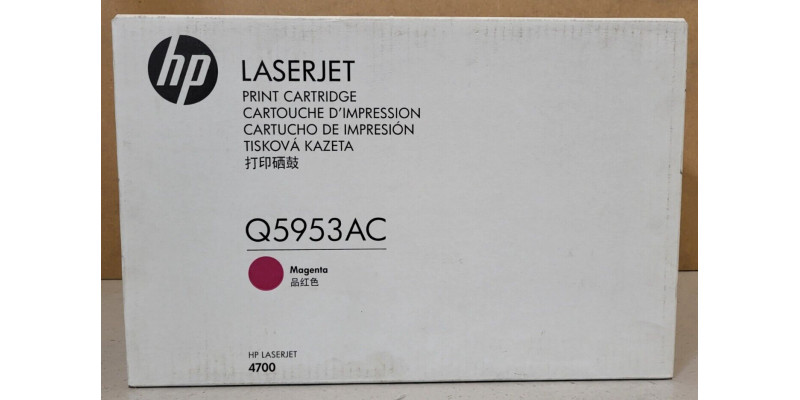 hp
LASERJET
PRINT CARTRIDGE
CARTOUCHE D'IMPRESSION
CARTUCHO DE IMPRESIÓN
TISKOVÁ KAZETA
打印硒鼓
Q5953AC
Magenta
品红色
HP LASERJET
4700